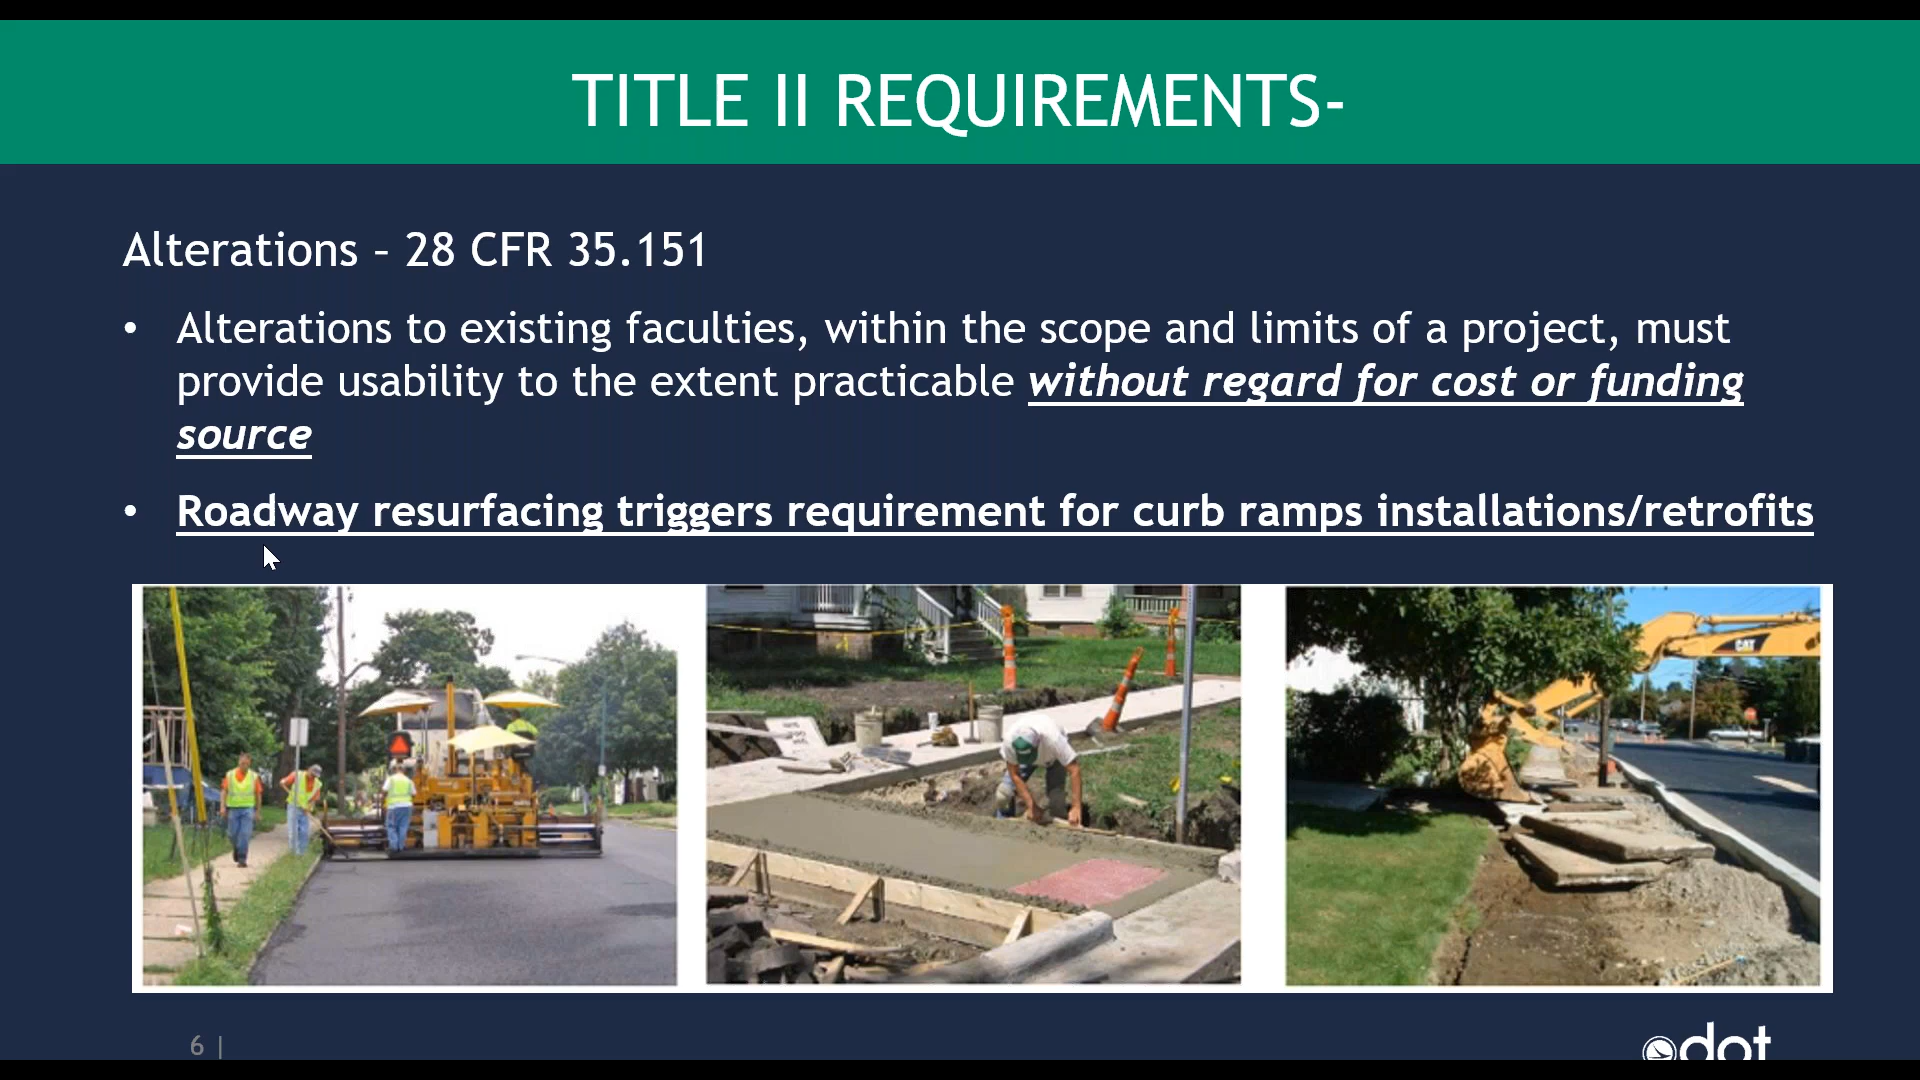 TITLE II REQUIREMENTS-
Alterations – 28 CFR 35.151
• Alterations to existing faculties, within the scope and limits of a project, must
provide usability to the extent practicable without regard for cost or funding
source
• Roadway resurfacing triggers requirement for curb ramps installations/retrofits
CAT
6 |
odot